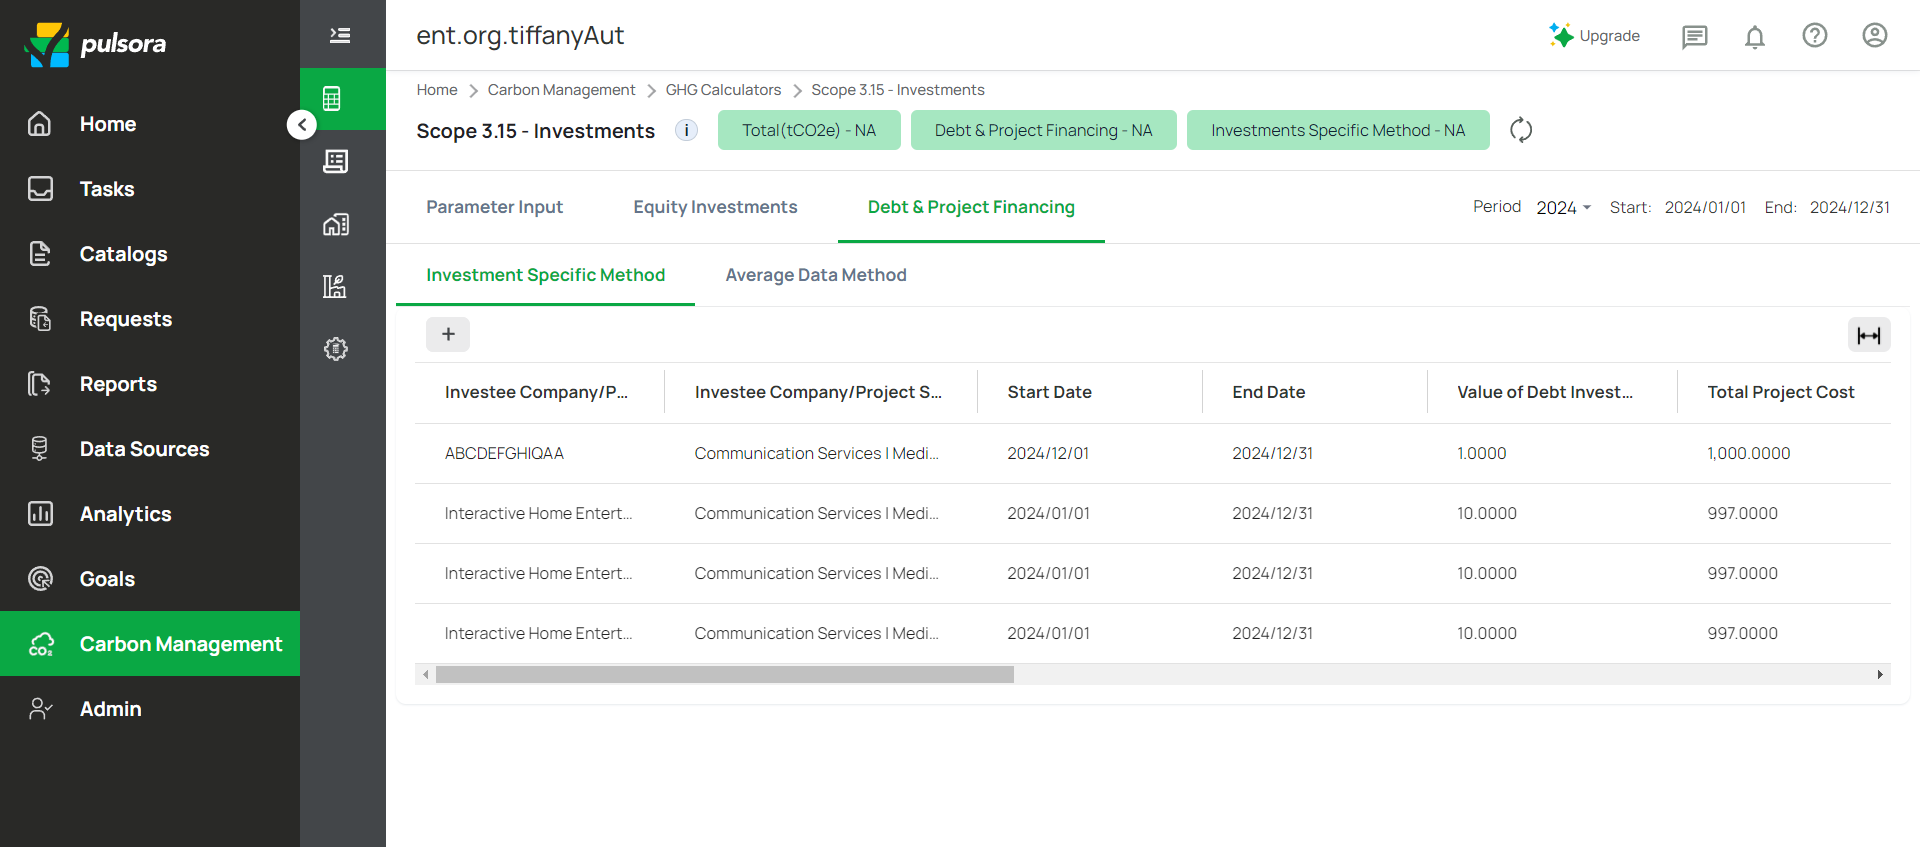 pulsora
Home
Tasks
Catalogs
Requests
Reports
Data Sources
Analytics
Goals
Carbon Management
Admin
ent.org.tiffanyAut
Upgrade
Home > Carbon Management > GHG Calculators > Scope 3.15 - Investments
Scope 3.15 - Investments i Total(tCO2e) - NA Debt & Project Financing - NA Investments Specific Method - NA
Parameter Input Equity Investments Debt & Project Financing Period 2024 Start: 2024/01/01 End: 2024/12/31
Investment Specific Method Average Data Method
+
Investee Company/P... Investee Company/Project S... Start Date End Date Value of Debt Invest... Total Project Cost
ABCDEFGHIQAA Communication Services | Medi... 2024/12/01 2024/12/31 1.0000 1,000.0000
Interactive Home Entert... Communication Services | Medi... 2024/01/01 2024/12/31 10.0000 997.0000
Interactive Home Entert... Communication Services | Medi... 2024/01/01 2024/12/31 10.0000 997.0000
Interactive Home Entert... Communication Services | Medi... 2024/01/01 2024/12/31 10.0000 997.0000